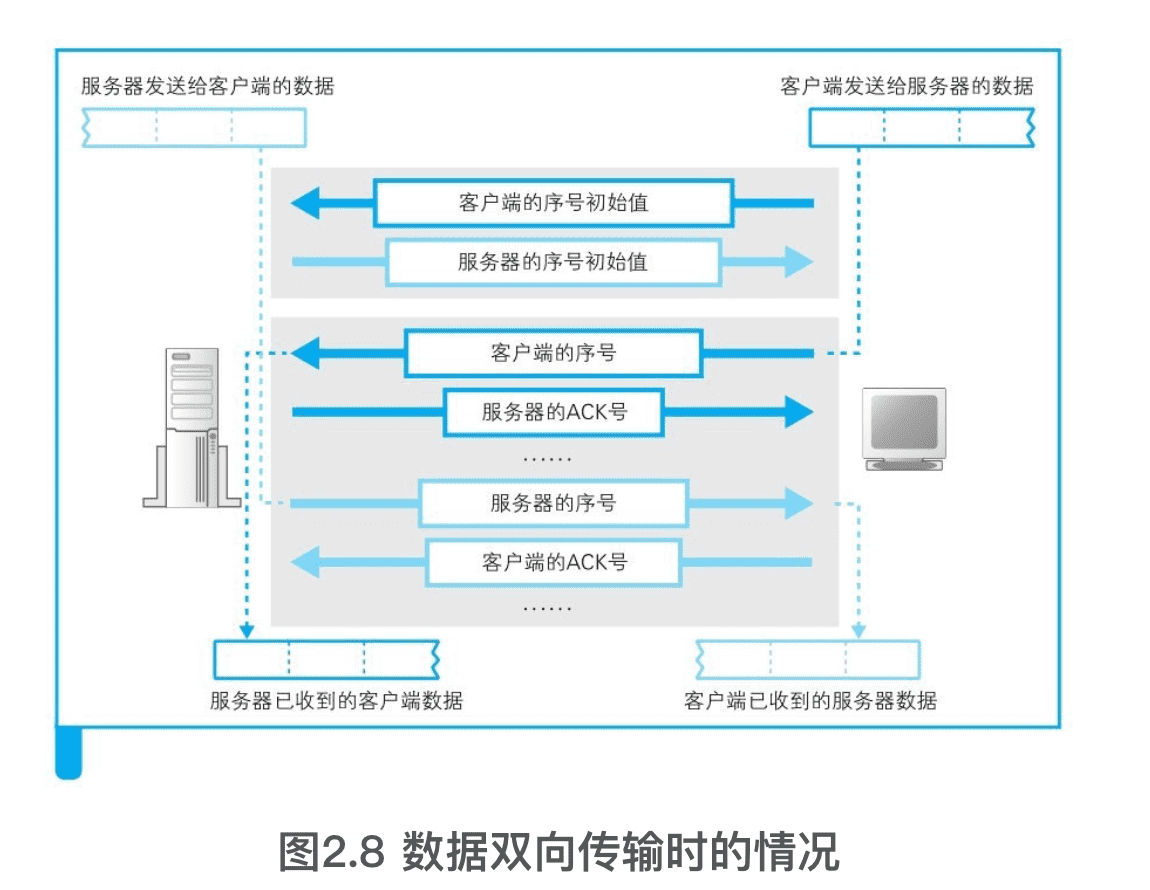 服务器发送给客户端的数据
客户端发送给服务器的数据
客户端的序号初始值
服务器的序号初始值
客户端的序号
服务器的ACK号
......
服务器的序号
客户端的ACK号
......
服务器已收到的客户端数据
客户端已收到的服务器数据
图2.8 数据双向传输时的情况